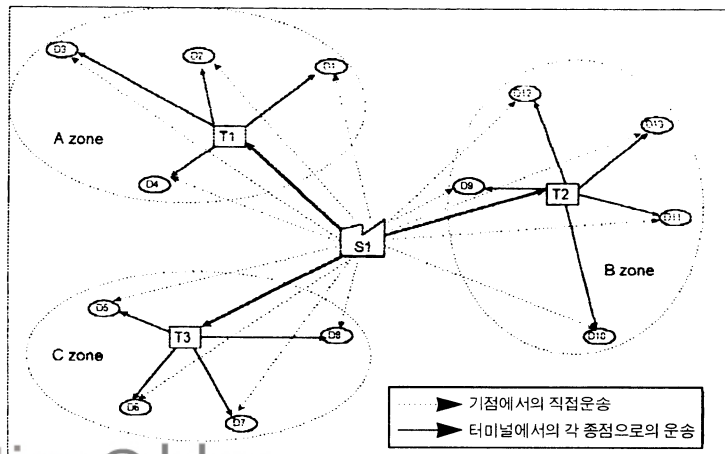 D3
D2
D1
A zone
T1
D4
D12
D13
D9
T2
D11
S1
B zone
D10
D5
T3
D8
C zone
D6
D7
기점에서의 직접운송
터미널에서의 각 종점으로의 운송